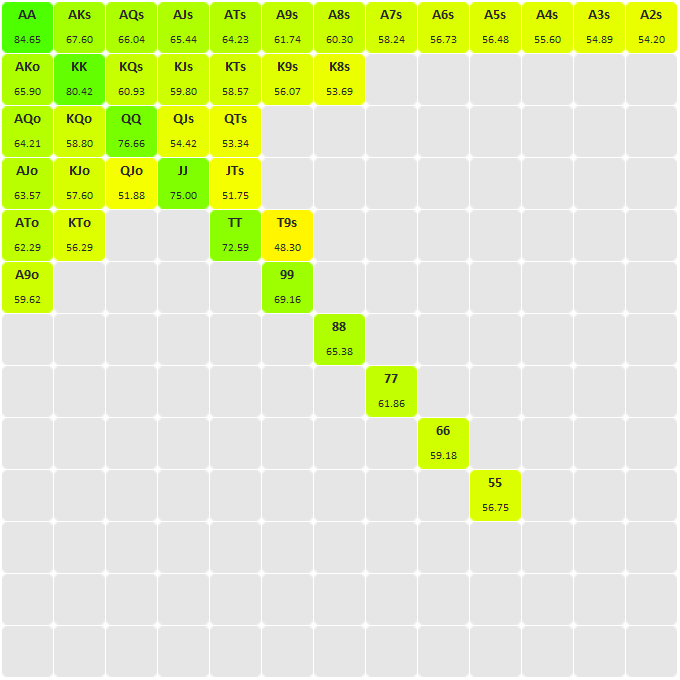 AA AKs AQs AJs ATs A9s A8s A7s A6s A5s A4s A3s A2s
84.65 67.60 66.04 65.44 64.23 61.74 60.30 58.24 56.73 56.48 55.60 54.89 54.20
AKo KK KQs KJs KTs K9s K8s
65.90 80.42 60.93 59.80 58.57 56.07 53.69
AQo KQo QQ QJs QTs
64.21 58.80 76.66 54.42 53.34
AJo KJo QJo JJ JTs
63.57 57.60 51.88 75.00 51.75
ATo KTo TT T9s
62.29 56.29 72.59 48.30
A9o 99
59.62 69.16
88
65.38
77
61.86
66
59.18
55
56.75